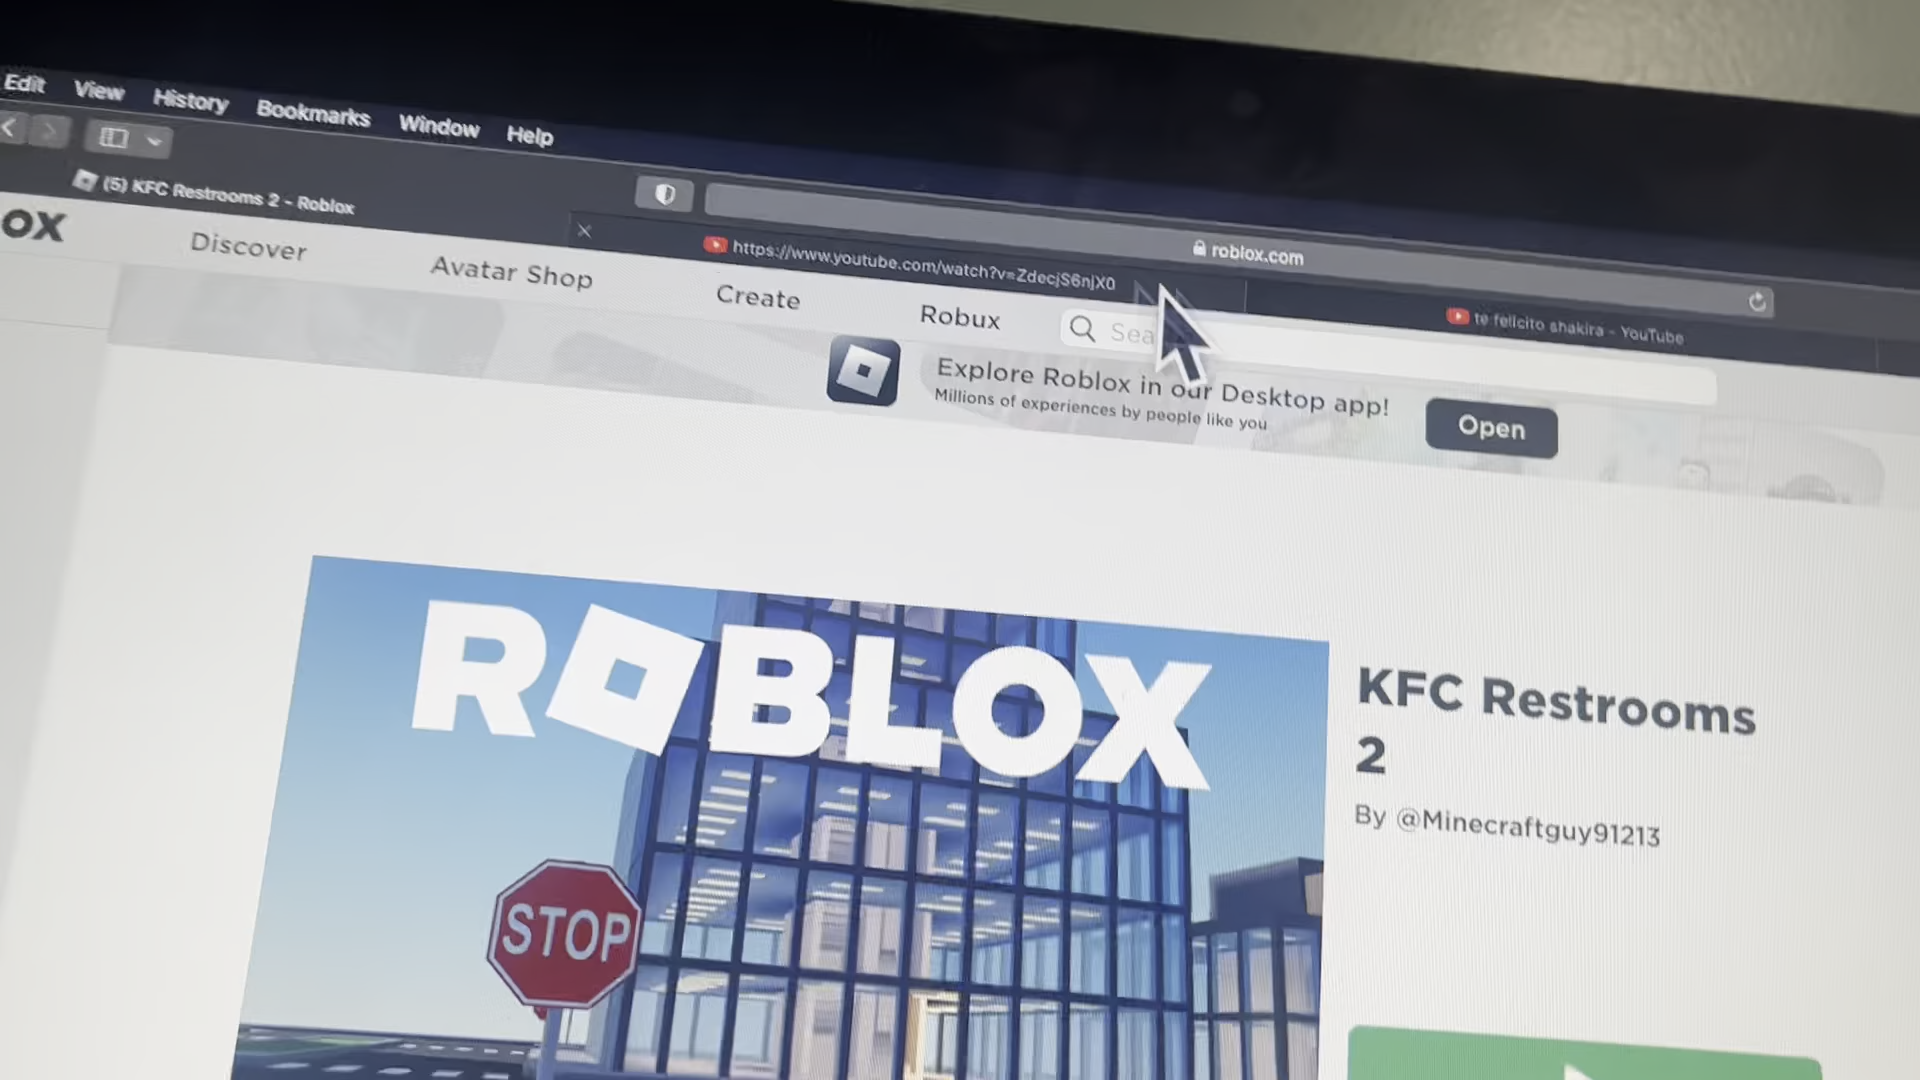 Edit View History Bookmarks Window Help
roblox.com
(5) KFC Restrooms 2 - Roblox
https://www.youtube.com/watch?v=ZdecjS6njX0
te felicito shakira - YouTube
OX Discover Avatar Shop Create Robux Sea
Explore Roblox in our Desktop app!
Millions of experiences by people like you
Open
ROBLOX
STOP
KFC Restrooms
2
By @Minecraftguy91213